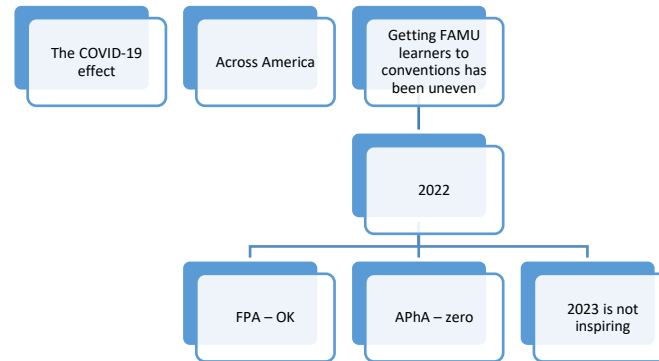 The COVID-19
effect
Across America
Getting FAMU
learners to
conventions has
been uneven
2022
FPA – OK
APhA – zero
2023 is not
inspiring